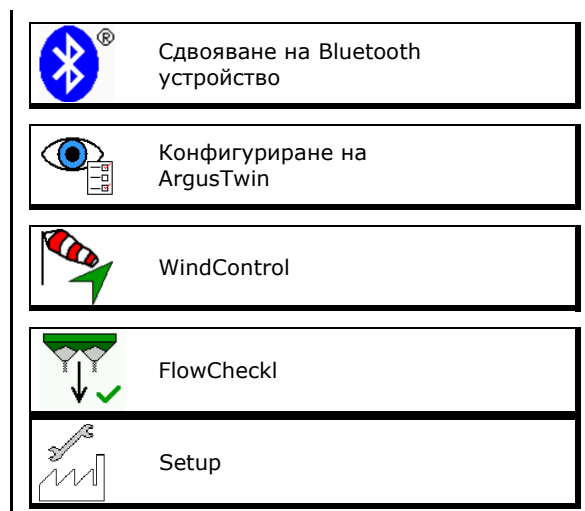 ®
Сдвояване на Bluetooth
устройство
Конфигуриране на
ArgusTwin
WindControl
FlowCheckl
Setup